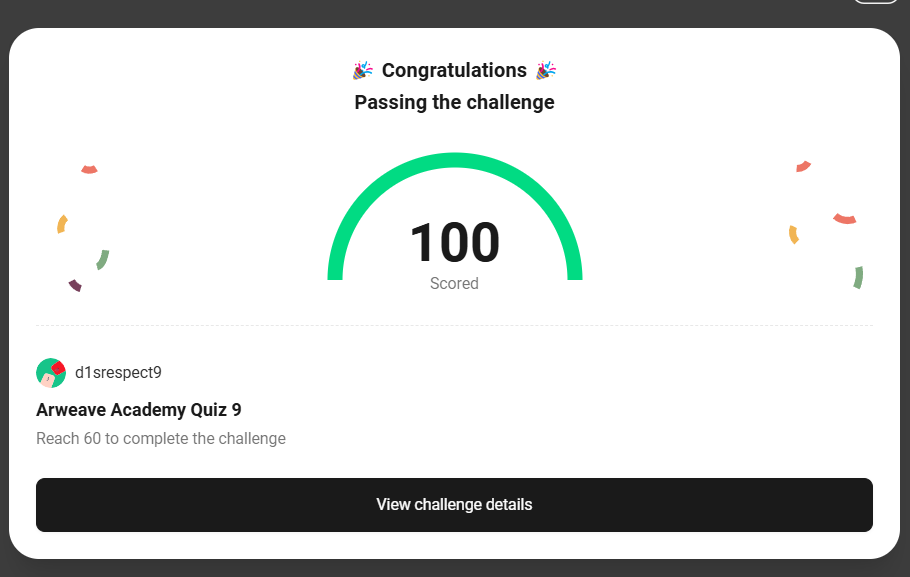 🎉 Congratulations 🎉
Passing the challenge
100
Scored
d1srespect9
Arweave Academy Quiz 9
Reach 60 to complete the challenge
View challenge details